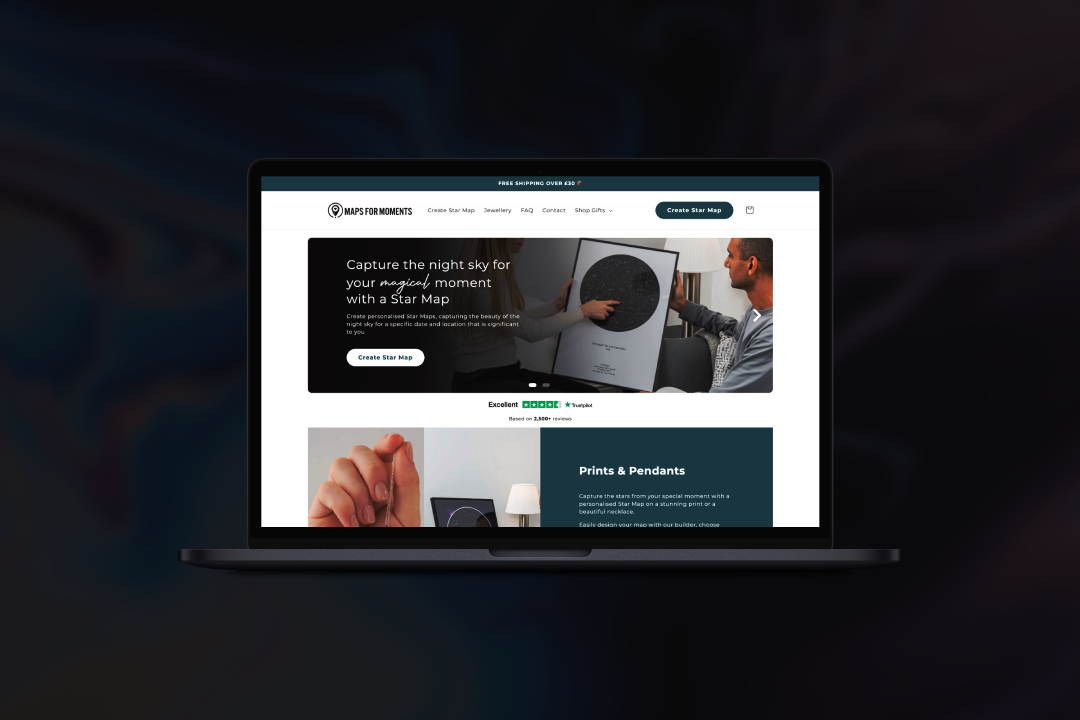 FREE SHIPPING OVER £30
MAPS FOR MOMENTS
Create Star Map
Jewellery
FAQ
Contact
Shop Gifts
Create Star Map
Capture the night sky for
your magical moment
with a Star Map
Create personalised Star Maps, capturing the beauty of the
night sky for a specific date and location that is significant
to you
Create Star Map
Excellent
Trustpilot
Based on 2,500+ reviews
Prints & Pendants
Capture the stars from your special moment with a
personalised Star Map on a stunning print or a
beautiful necklace.
Easily design your map with our builder, choose